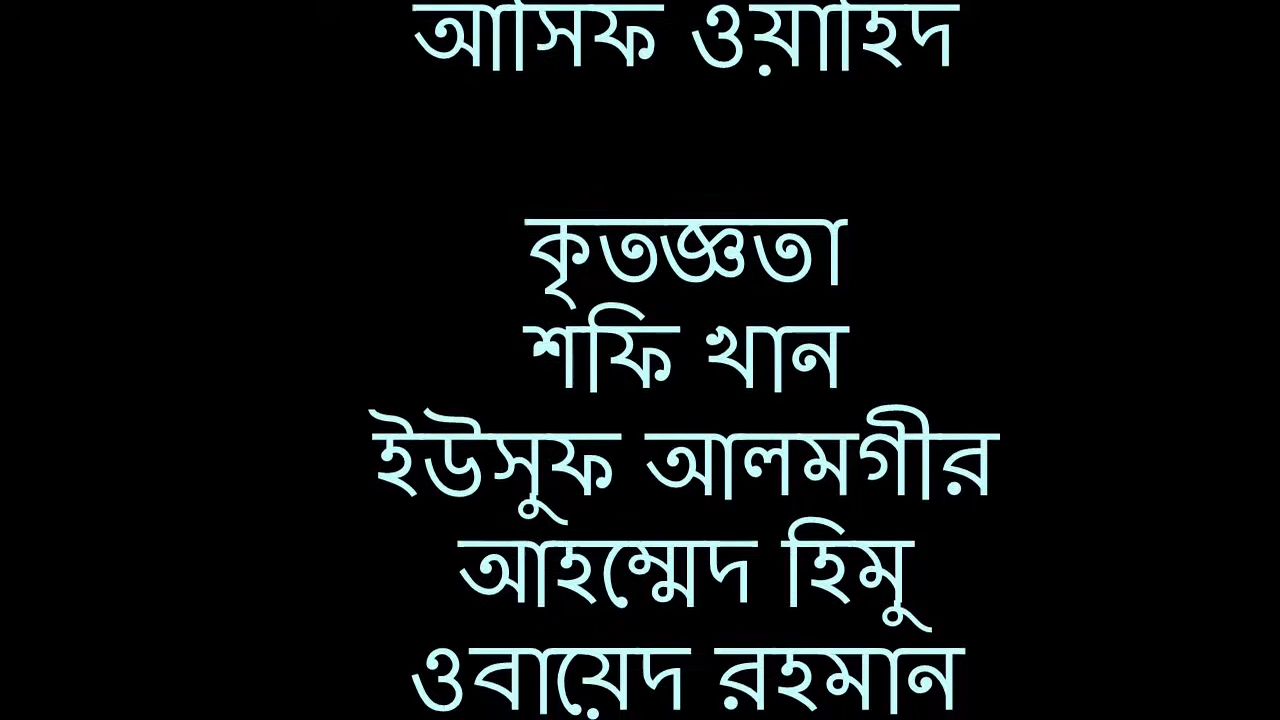 আসিফ ওয়াহিদ
কৃতজ্ঞতা
শফি খান
ইউসুফ আলমগীর
আহম্মেদ হিমু
ওবায়েদ রহমান